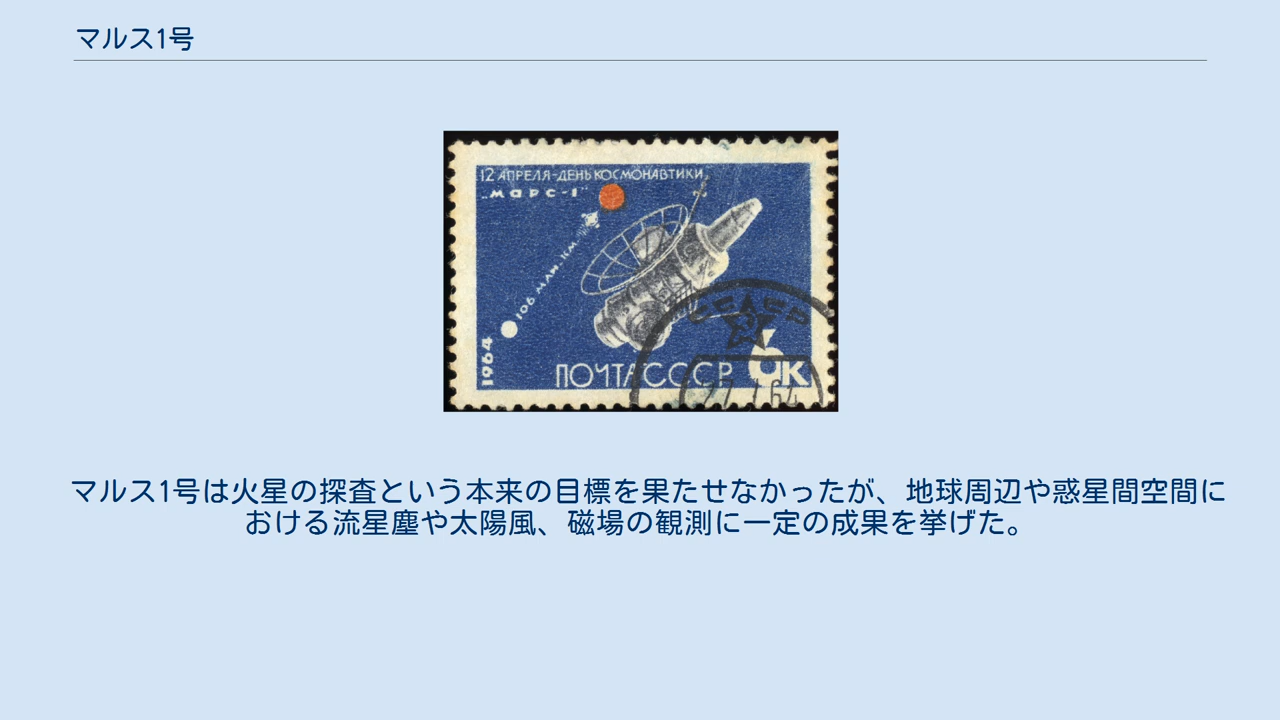 マルス1号
12 АПРЕЛЯ-ДЕНЬ КОСМОНАВТИКИ
„МАРС-1"
106 МЛН. КМ.
1964
ПОЧТА СССР 6К
マルス1号は火星の探査という本来の目標を果たせなかったが、地球周辺や惑星間空間に
おける流星塵や太陽風、磁場の観測に一定の成果を挙げた。